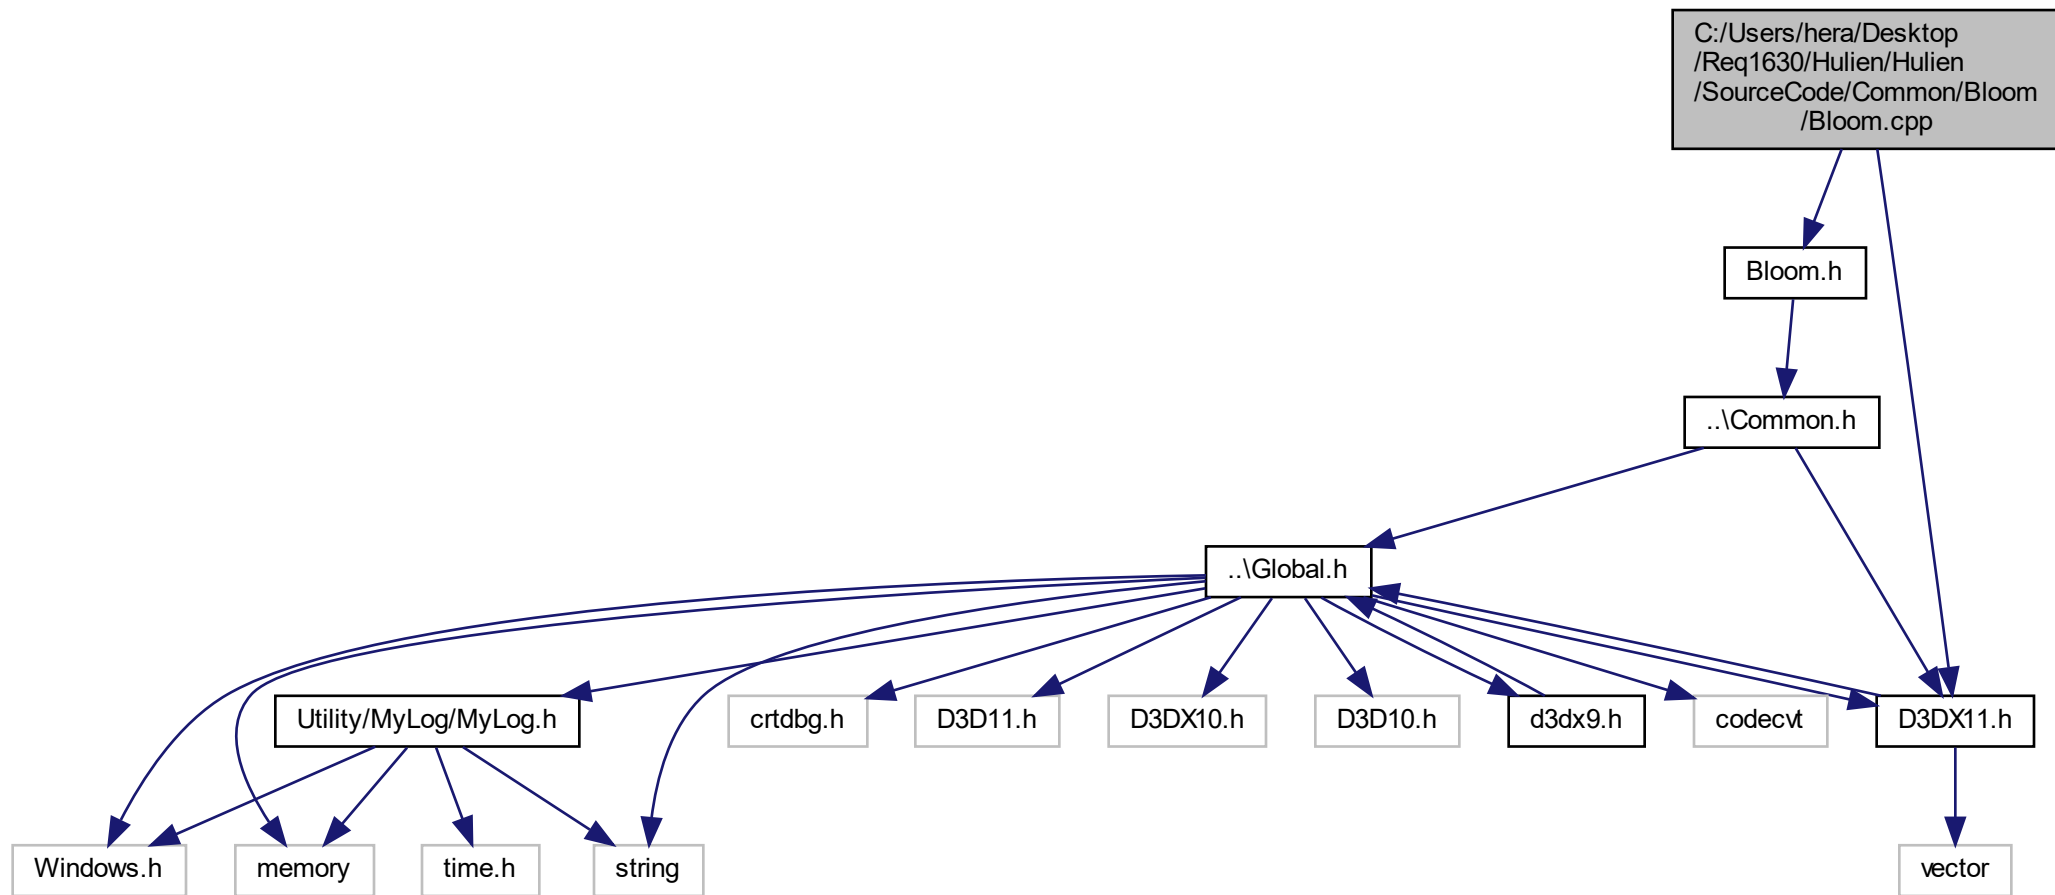 C:/Users/hera/Desktop
/Req1630/Hulien/Hulien
/SourceCode/Common/Bloom
/Bloom.cpp
Bloom.h
..\Common.h
..\Global.h
Utility/MyLog/MyLog.h
crtdbg.h
D3D11.h
D3DX10.h
D3D10.h
d3dx9.h
codecvt
D3DX11.h
Windows.h
memory
time.h
string
vector